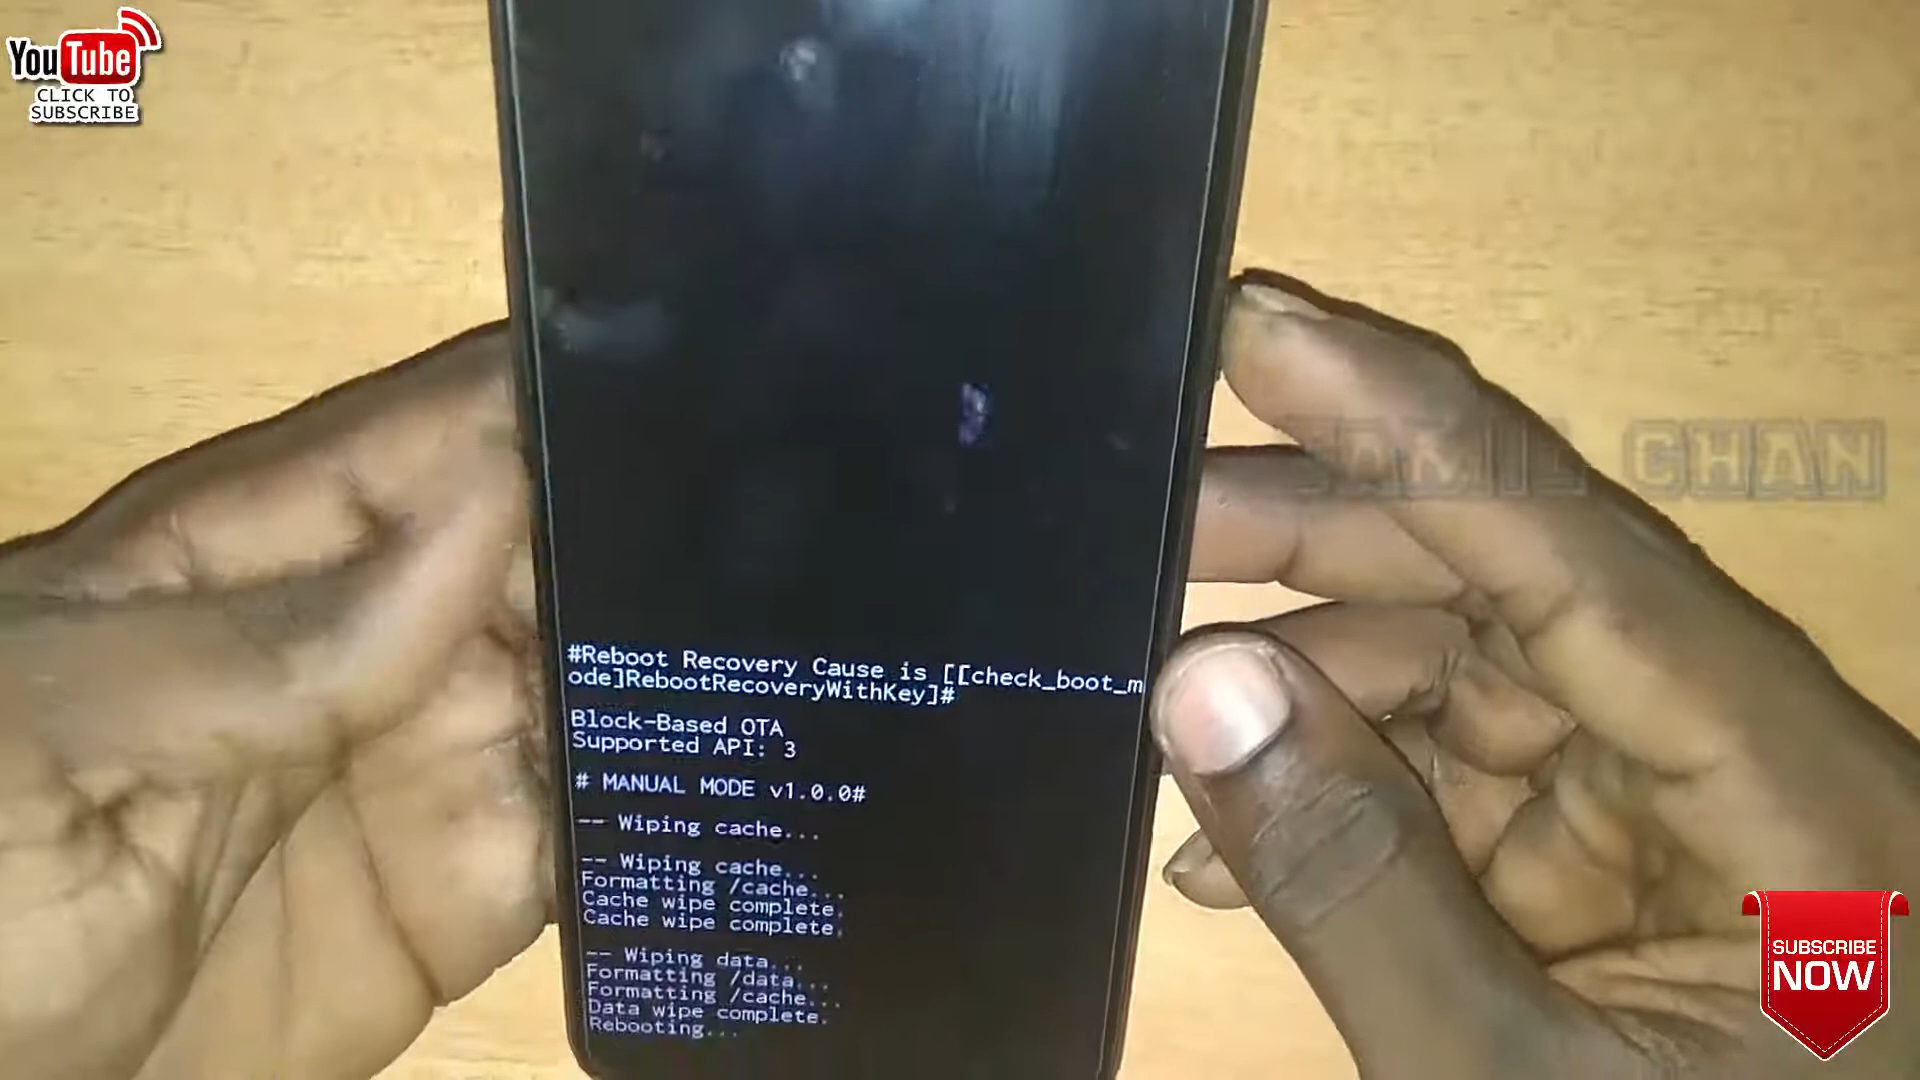 YouTube
CLICK TO
SUBSCRIBE
CHAN
#Reboot Recovery Cause is [[check_boot_m
ode]RebootRecoveryWithKey]#
Block-Based OTA
Supported API: 3
# MANUAL MODE v1.0.0#
-- Wiping cache...
-- Wiping cache...
Formatting /cache...
Cache wipe complete.
Cache wipe complete.
-- Wiping data...
Formatting /data...
Formatting /cache...
Data wipe complete.
Rebooting...
SUBSCRIBE
NOW